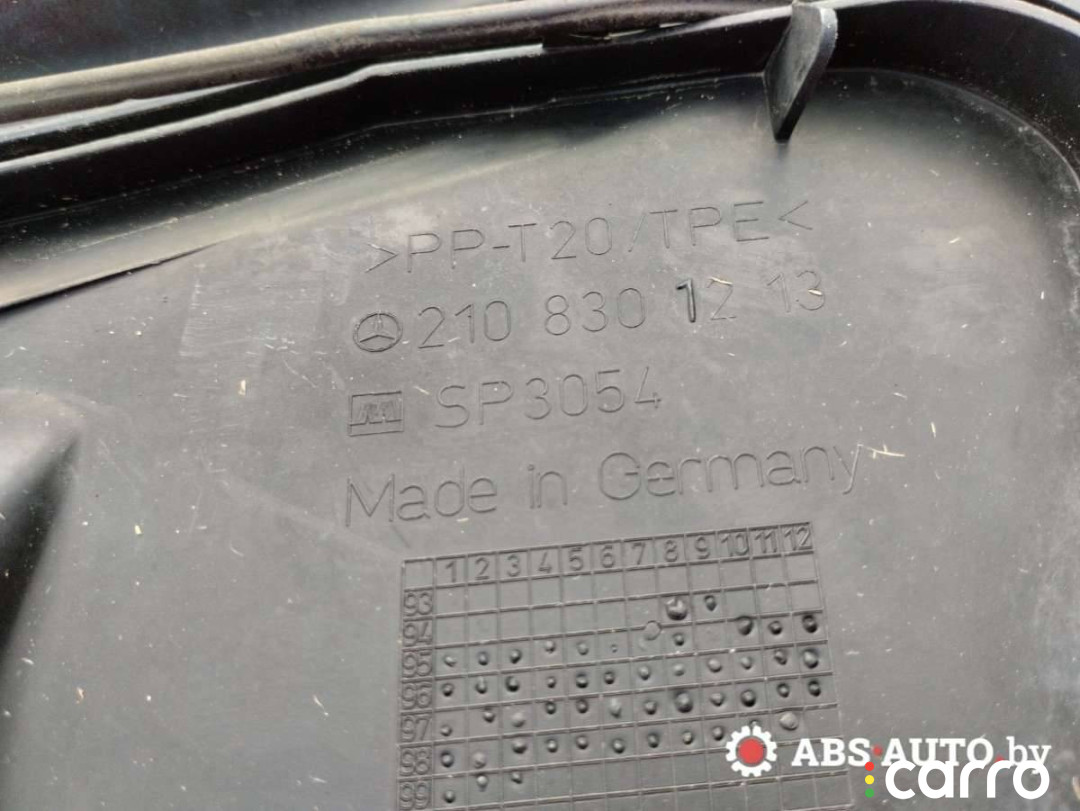 >PP-T20/TPE<
210 830 12 13
SP3054
Made in Germany
1 2 3 4 5 6 7 8 9 10 11 12
93
94
95
96
97
98
99
ABS-AUTO.by
carro